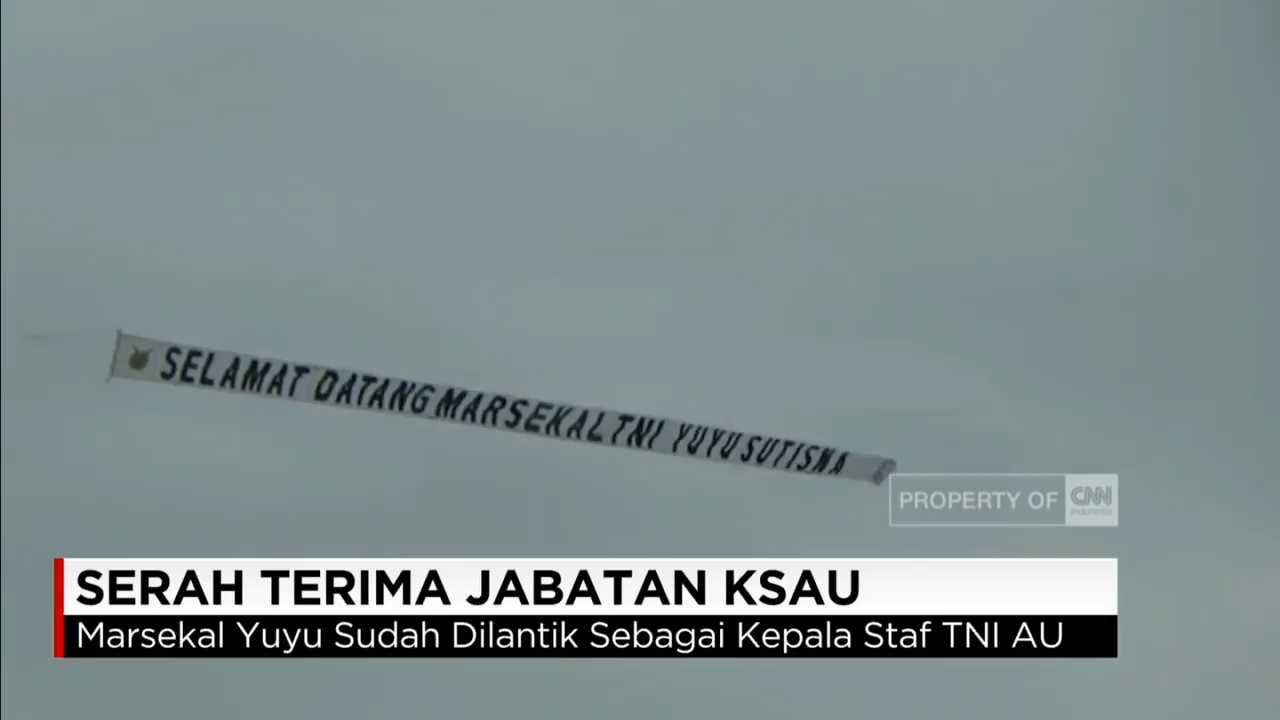 SELAMAT DATANG MARSEKAL TNI YUYU SUTISNA
PROPERTY OF CNN
Indonesia
SERAH TERIMA JABATAN KSAU
Marsekal Yuyu Sudah Dilantik Sebagai Kepala Staf TNI AU